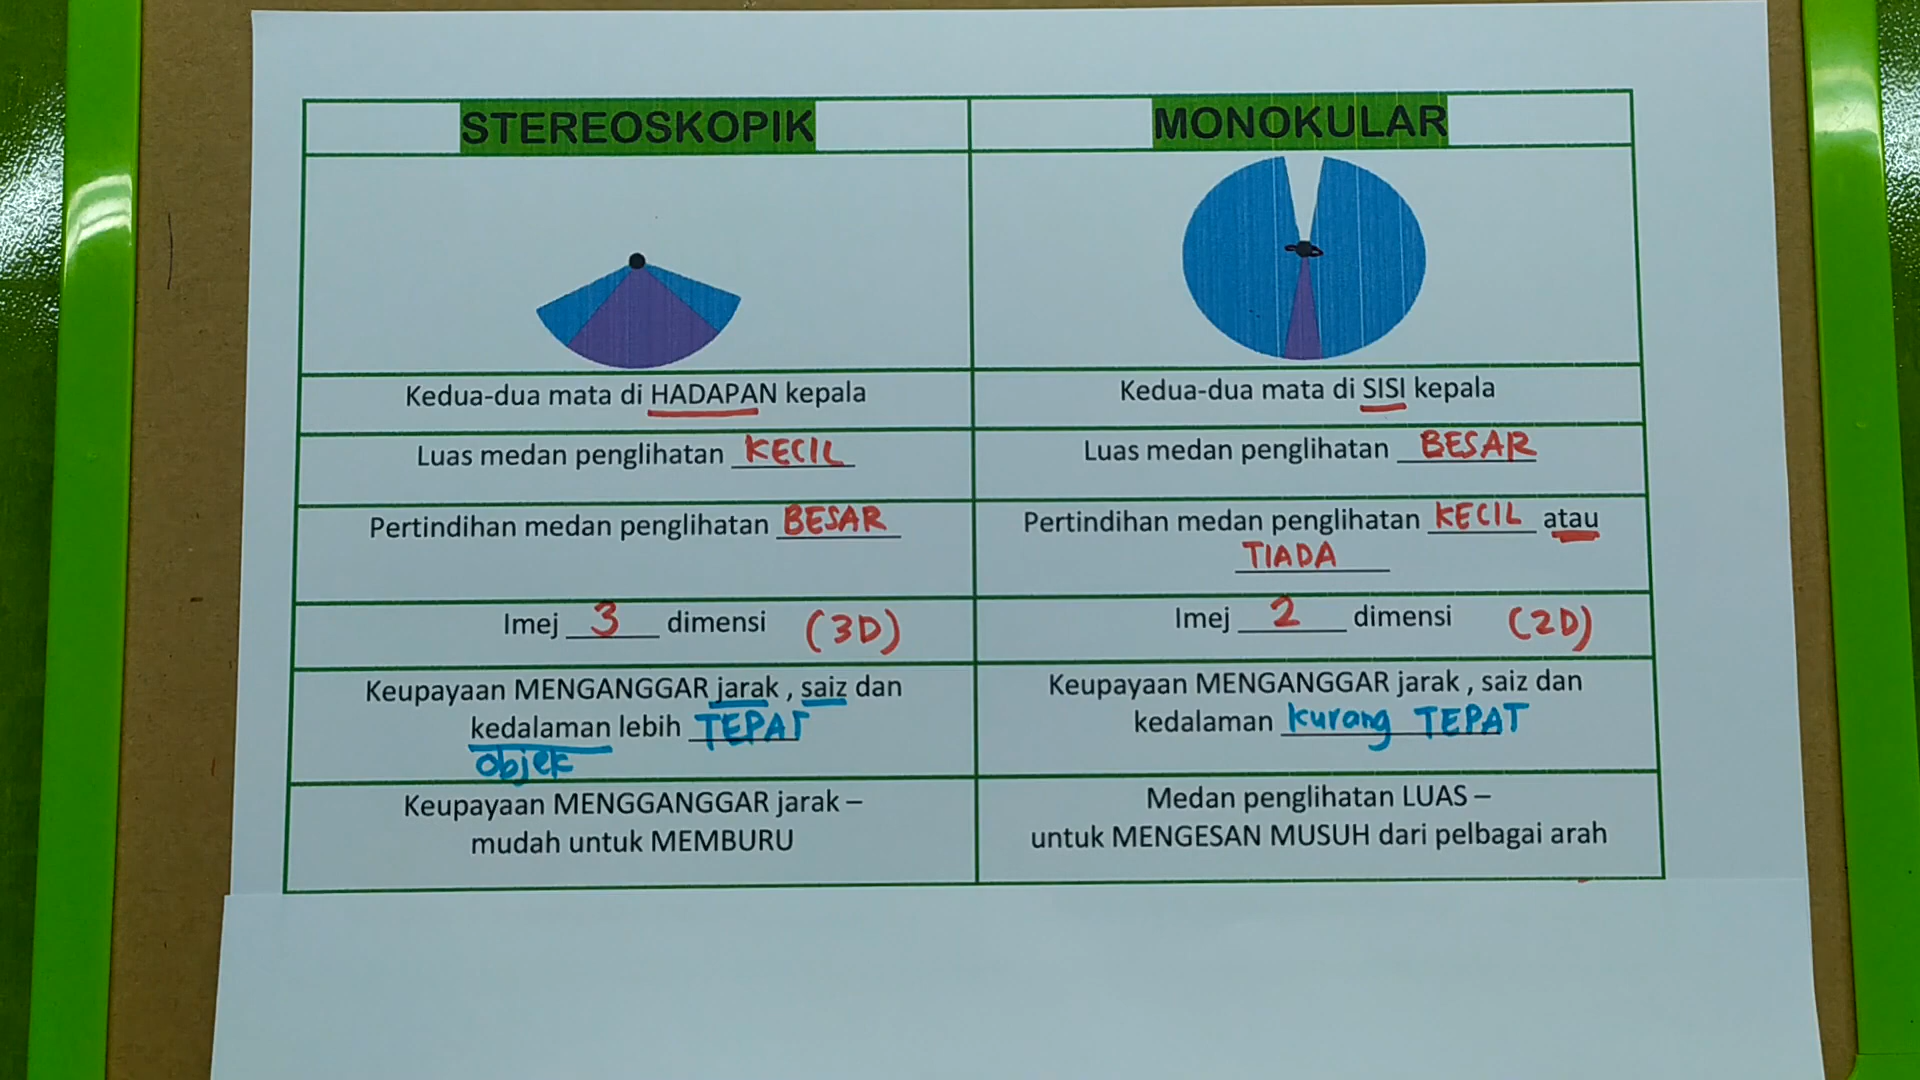 STEREOSKOPIK
MONOKULAR
Kedua-dua mata di HADAPAN kepala
Kedua-dua mata di SISI kepala
Luas medan penglihatan KECIL
Luas medan penglihatan BESAR
Pertindihan medan penglihatan BESAR
Pertindihan medan penglihatan KECIL atau
TIADA
Imej 3 dimensi (3D)
Imej 2 dimensi (2D)
Keupayaan MENGANGGAR jarak , saiz dan
kedalaman lebih TEPAT
objek
Keupayaan MENGANGGAR jarak , saiz dan
kedalaman kurang TEPAT
Keupayaan MENGGANGGAR jarak –
mudah untuk MEMBURU
Medan penglihatan LUAS –
untuk MENGESAN MUSUH dari pelbagai arah